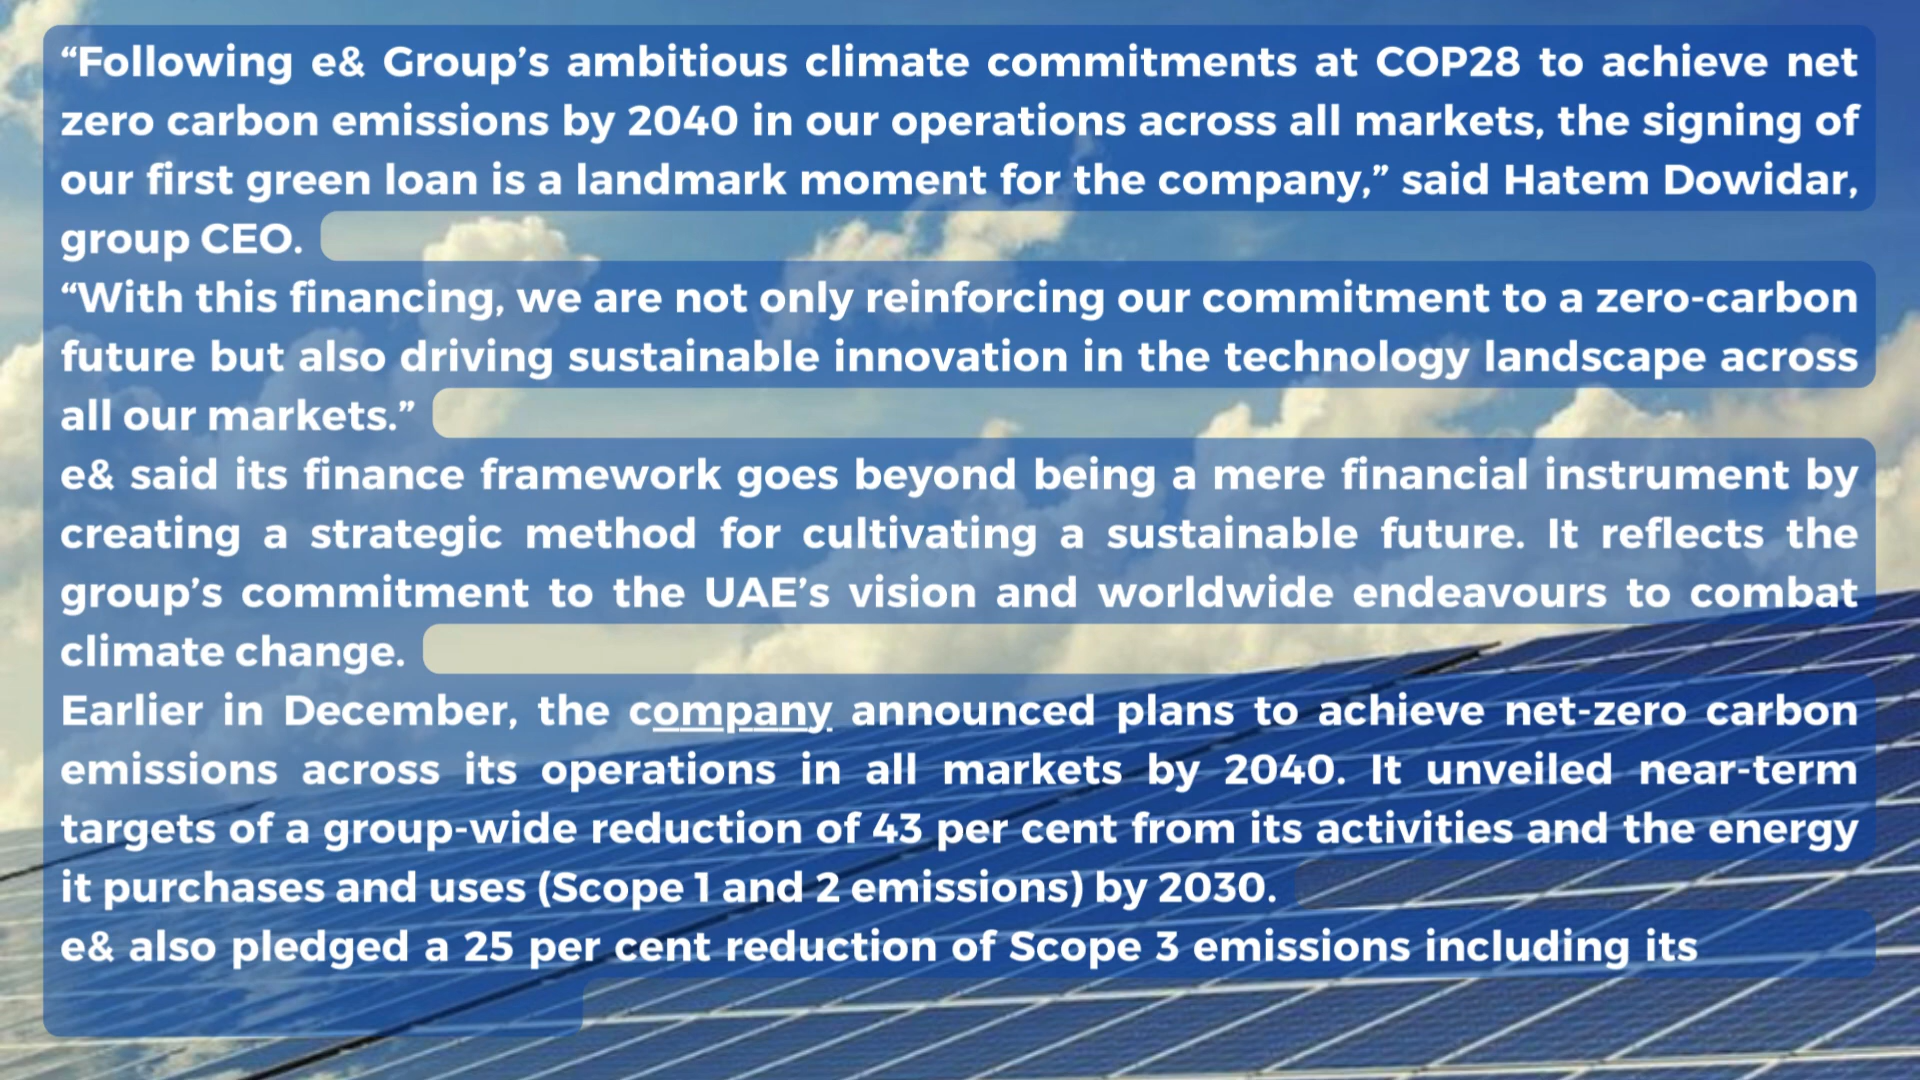 “Following e& Group’s ambitious climate commitments at COP28 to achieve net
zero carbon emissions by 2040 in our operations across all markets, the signing of
our first green loan is a landmark moment for the company,” said Hatem Dowidar,
group CEO.
“With this financing, we are not only reinforcing our commitment to a zero-carbon
future but also driving sustainable innovation in the technology landscape across
all our markets.”
e& said its finance framework goes beyond being a mere financial instrument by
creating a strategic method for cultivating a sustainable future. It reflects the
group’s commitment to the UAE’s vision and worldwide endeavours to combat
climate change.
Earlier in December, the company announced plans to achieve net-zero carbon
emissions across its operations in all markets by 2040. It unveiled near-term
targets of a group-wide reduction of 43 per cent from its activities and the energy
it purchases and uses (Scope 1 and 2 emissions) by 2030.
e& also pledged a 25 per cent reduction of Scope 3 emissions including its